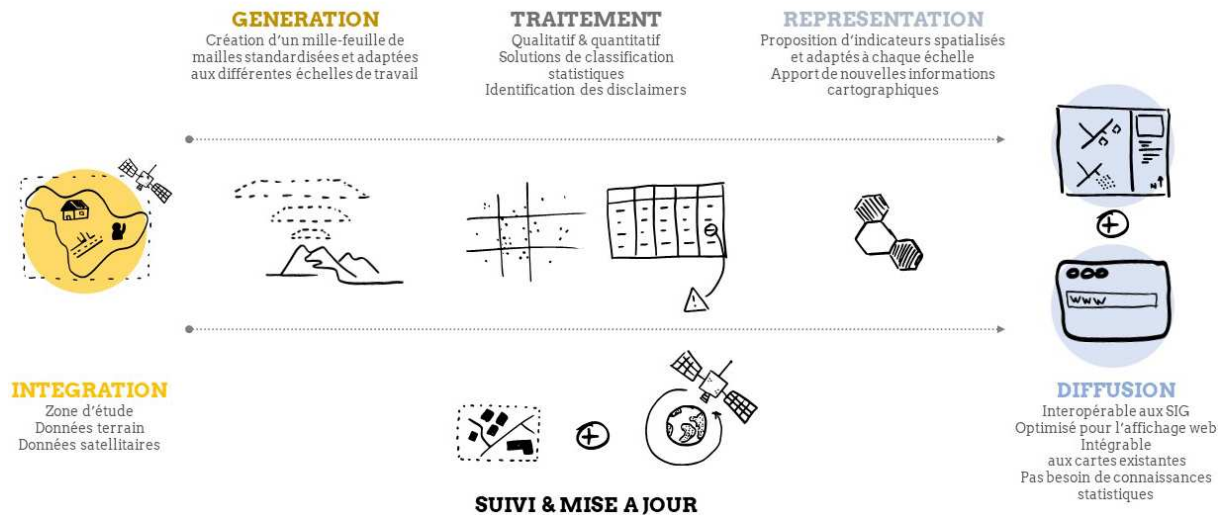 GENERATION
Création d'un mille-feuille de
mailles standardisées et adaptées
aux différentes échelles de travail
TRAITEMENT
Qualitatif & quantitatif
Solutions de classification
statistiques
Identification des disclaimers
REPRESENTATION
Proposition d'indicateurs spatialisés
et adaptés à chaque échelle
Apport de nouvelles informations
cartographiques
N
WWW
INTEGRATION
Zone d'étude
Données terrain
Données satellitaires
SUIVI & MISE A JOUR
DIFFUSION
Interopérable aux SIG
Optimisé pour l'affichage web
Intégrable
aux cartes existantes
Pas besoin de connaissances
statistiques